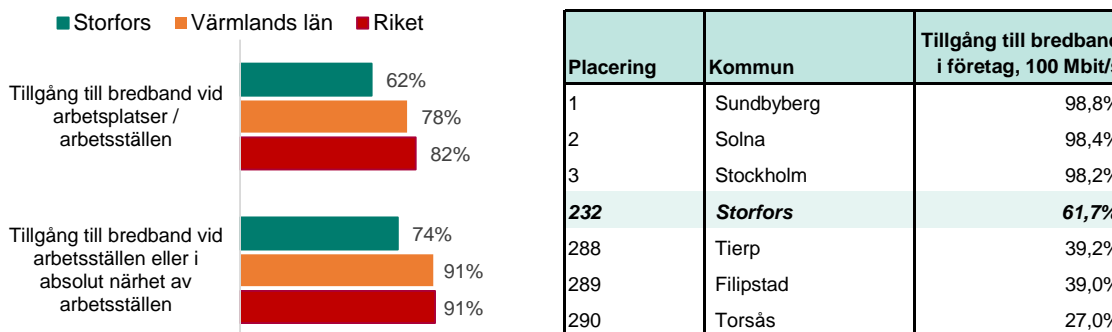 Storfors Värmlands län Riket
Tillgång till bredband vid
arbetsplatser /
arbetsställen
62%
78%
82%
Tillgång till bredband vid
arbetsställen eller i
absolut närhet av
arbetsställen
74%
91%
91%
Placering Kommun Tillgång till bredband
i företag, 100 Mbit/s
1 Sundbyberg 98,8%
2 Solna 98,4%
3 Stockholm 98,2%
232 Storfors 61,7%
288 Tierp 39,2%
289 Filipstad 39,0%
290 Torsås 27,0%